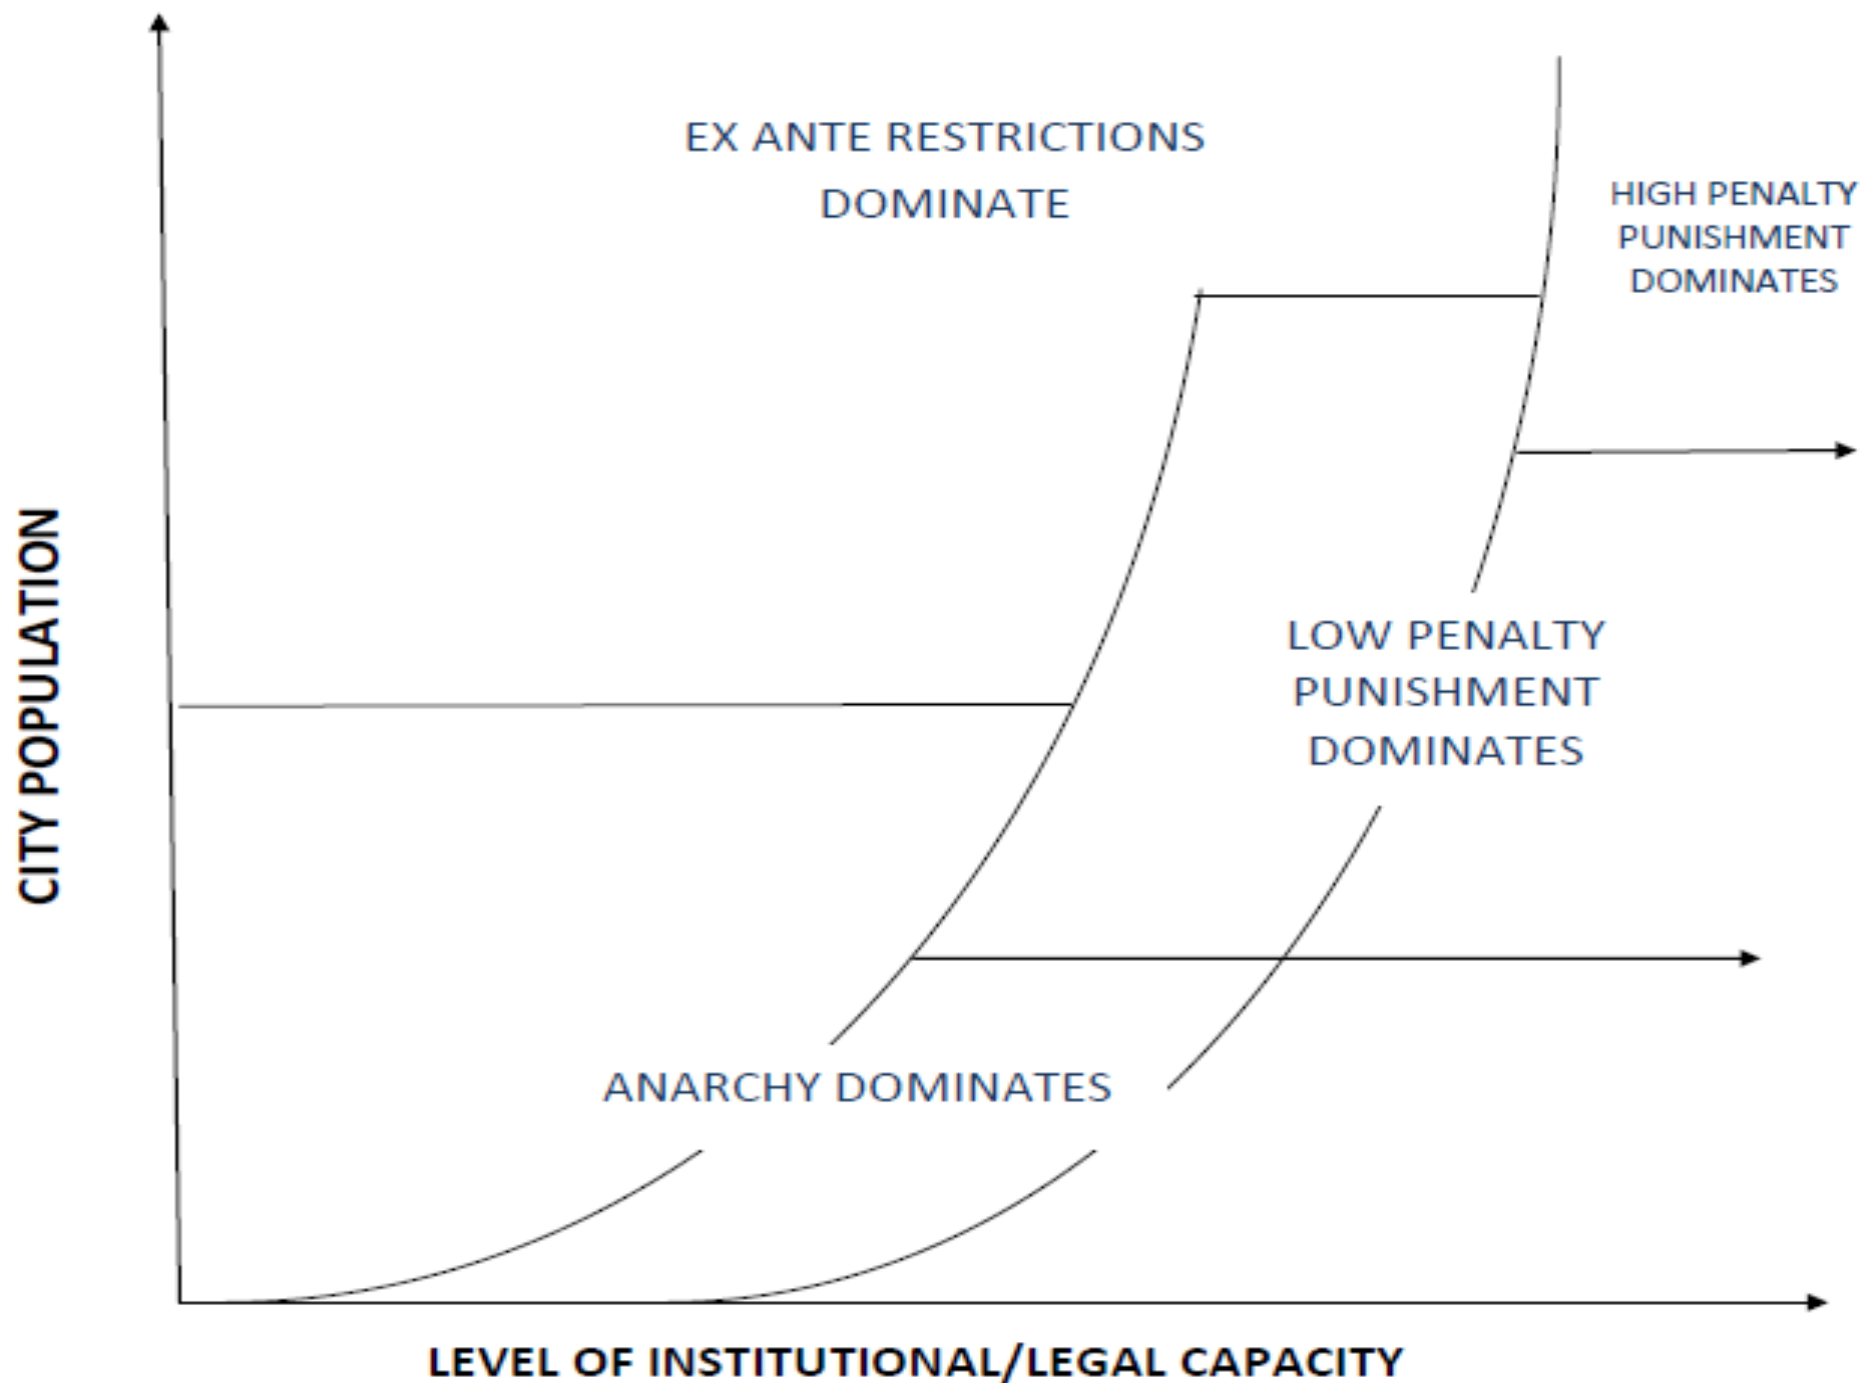 EX ANTE RESTRICTIONS
DOMINATE
HIGH PENALTY
PUNISHMENT
DOMINATES
CITY POPULATION
LOW PENALTY
PUNISHMENT
DOMINATES
ANARCHY DOMINATES
LEVEL OF INSTITUTIONAL/LEGAL CAPACITY